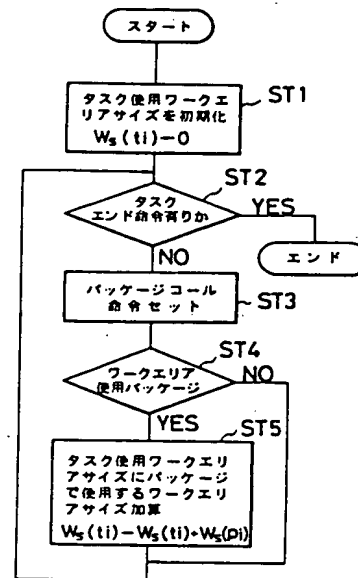 スタート
ST1
タスク使用ワークエ
リアサイズを初期化
Ws(ti)-0
ST2
タスク
エンド命令有りか
YES
NO
エンド
パッケージコール
命令セット
ST3
ST4
ワークエリア
使用パッケージ
NO
YES
ST5
タスク使用ワークエリ
アサイズにパッケージ
で使用するワークエリ
アサイズ加算
Ws(ti)-Ws(ti)+Ws(pi)